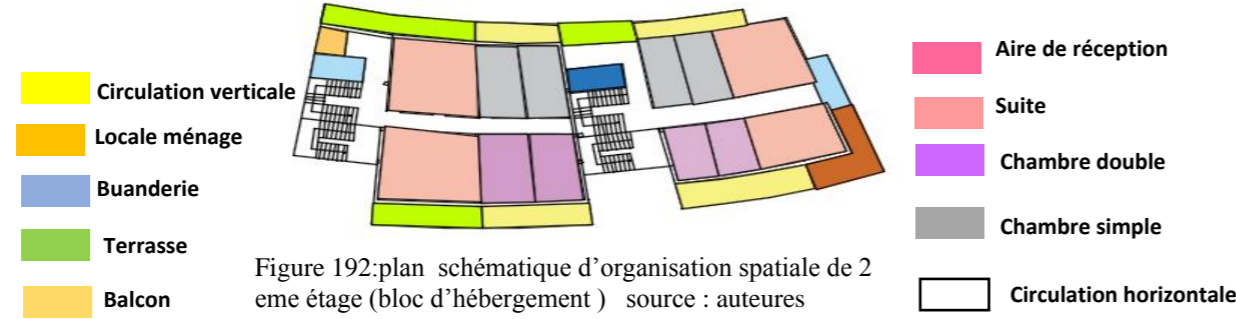 Circulation verticale
Locale ménage
Buanderie
Terrasse
Balcon
Aire de réception
Suite
Chambre double
Chambre simple
Circulation horizontale
Figure 192:plan schématique d’organisation spatiale de 2
eme étage (bloc d’hébergement ) source : auteures